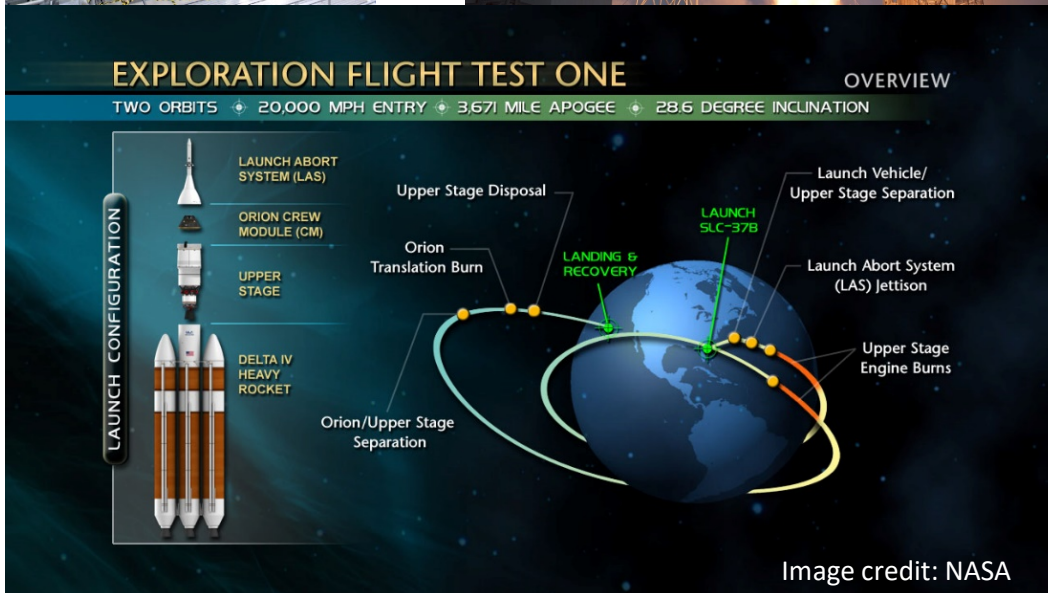 EXPLORATION FLIGHT TEST ONE
OVERVIEW
TWO ORBITS 20,000 MPH ENTRY 3,671 MILE APOGEE 28.6 DEGREE INCLINATION
LAUNCH CONFIGURATION
LAUNCH ABORT
SYSTEM (LAS)
ORION CREW
MODULE (CM)
UPPER
STAGE
DELTA IV
HEAVY
ROCKET
Upper Stage Disposal
Orion
Translation Burn
Orion/Upper Stage
Separation
LANDING &
RECOVERY
LAUNCH
SLC-37B
Launch Vehicle/
Upper Stage Separation
Launch Abort System
(LAS) Jettison
Upper Stage
Engine Burns
Image credit: NASA